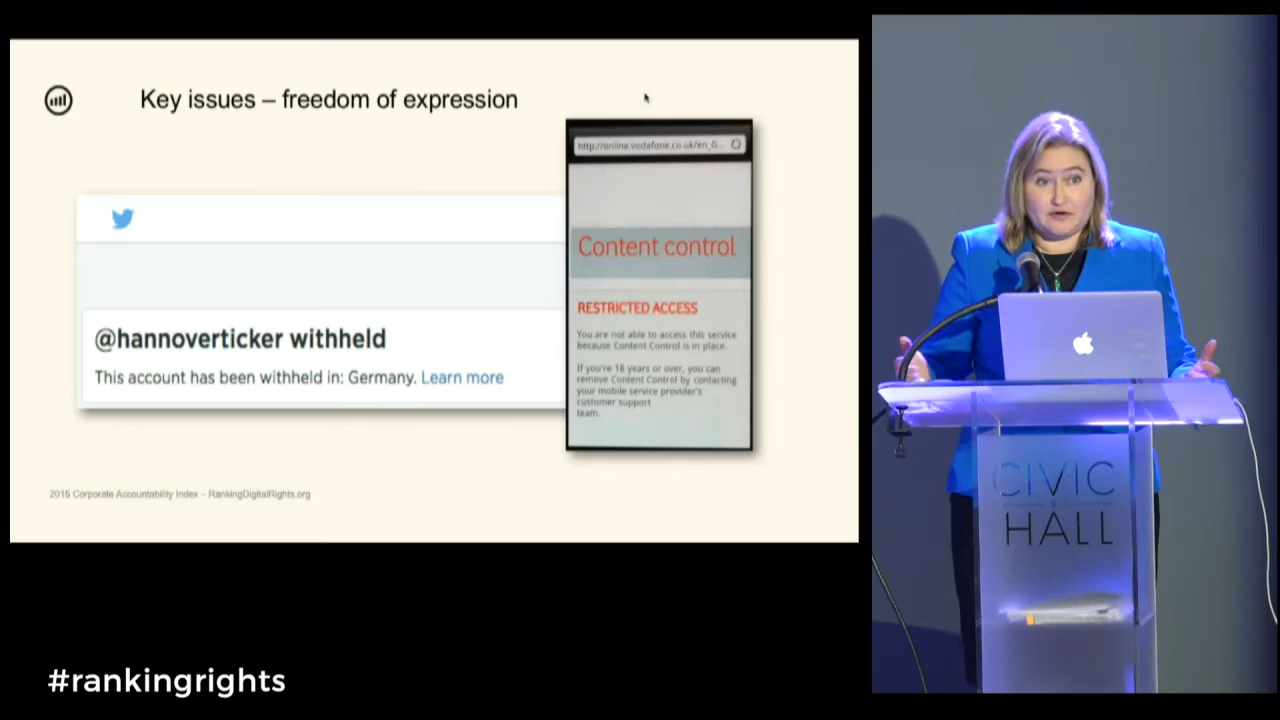 Key issues – freedom of expression
http://online.vodafone.co.uk/en_G...
Content control
RESTRICTED ACCESS
You are not able to access this service
because Content Control is in place.
If you're 18 years or over, you can
remove Content Control by contacting
your mobile service provider's
customer support
team.
@hannoverticker withheld
This account has been withheld in: Germany. Learn more
2015 Corporate Accountability Index – RankingDigitalRights.org
CIVIC
HALL
#rankingrights